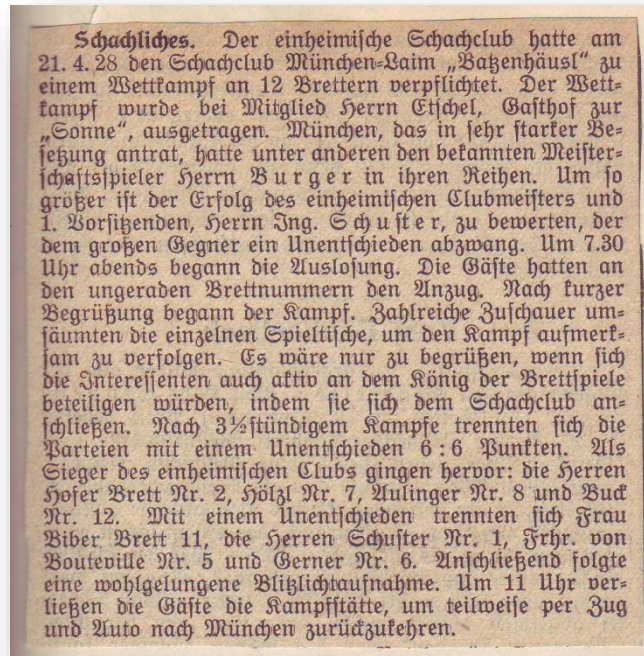 Schachliches. Der einheimische Schachclub hatte am
21. 4. 28 den Schachclub München-Laim „Batzenhäusl" zu
einem Wettkampf an 12 Brettern verpflichtet. Der Wett-
kampf wurde bei Mitglied Herrn Etschel, Gasthof zur
„Sonne", ausgetragen. München, das in sehr starker Be-
setzung antrat, hatte unter anderen den bekannten Meister-
schaftsspieler Herrn Burger in ihren Reihen. Um so
größer ist der Erfolg des einheimischen Clubmeisters und
1. Vorsitzenden, Herrn Ing. Schuster, zu bewerten, der
dem großen Gegner ein Unentschieden abzwang. Um 7.30
Uhr abends begann die Auslosung. Die Gäste hatten an
den ungeraden Brettnummern den Anzug. Nach kurzer
Begrüßung begann der Kampf. Zahlreiche Zuschauer um-
säumten die einzelnen Spieltische, um den Kampf aufmerk-
sam zu verfolgen. Es wäre nur zu begrüßen, wenn sich
die Interessenten auch aktiv an dem König der Brettspiele
beteiligen würden, indem sie sich dem Schachclub an-
schließen. Nach 3½stündigem Kampfe trennten sich die
Parteien mit einem Unentschieden 6 : 6 Punkten. Als
Sieger des einheimischen Clubs gingen hervor: die Herren
Hofer Brett Nr. 2, Hölzl Nr. 7, Aulinger Nr. 8 und Buck
Nr. 12. Mit einem Unentschieden trennten sich Frau
Biber Brett 11, die Herren Schuster Nr. 1, Frhr. von
Bouteville Nr. 5 und Gerner Nr. 6. Anschließend folgte
eine wohlgelungene Blitzlichtaufnahme. Um 11 Uhr ver-
ließen die Gäste die Kampfstätte, um teilweise per Zug
und Auto nach München zurückzukehren.